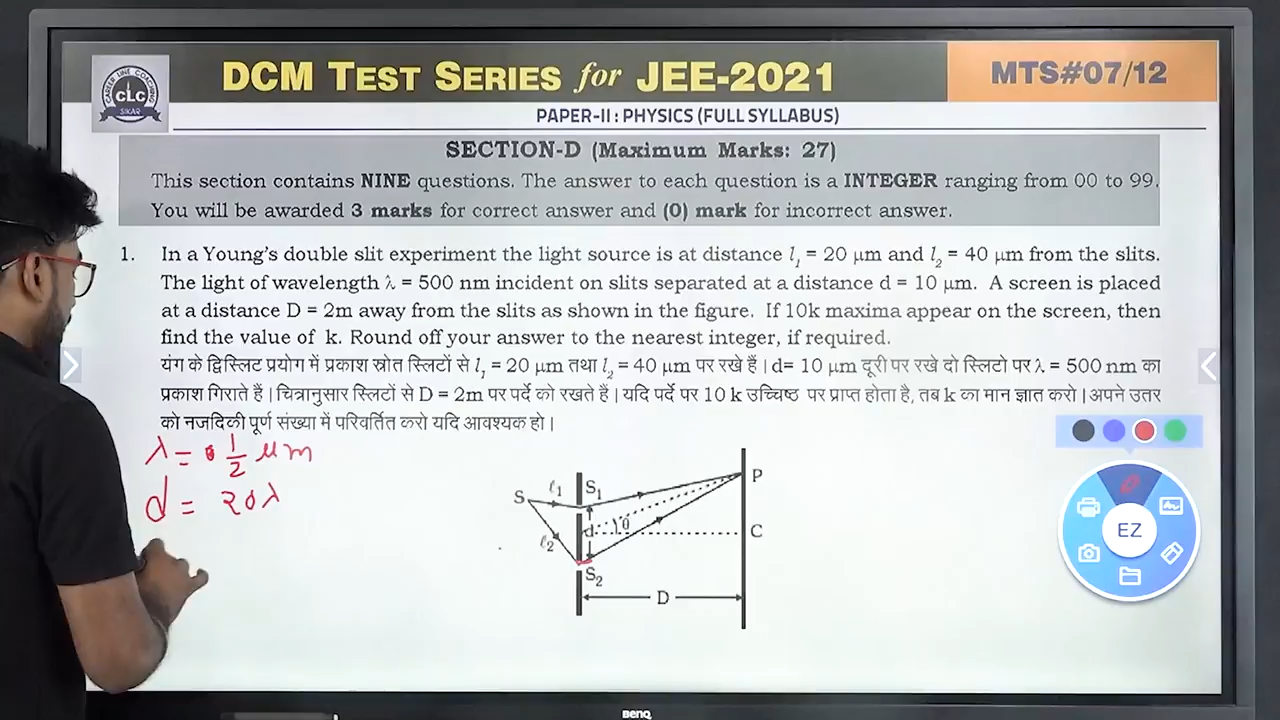 DCM TEST SERIES for JEE-2021
MTS#07/12
CAREER LINE COACHING
CLC
SIKAR
PAPER-II : PHYSICS (FULL SYLLABUS)
SECTION-D (Maximum Marks: 27)
This section contains NINE questions. The answer to each question is a INTEGER ranging from 00 to 99.
You will be awarded 3 marks for correct answer and (0) mark for incorrect answer.
1. In a Young's double slit experiment the light source is at distance l₁ = 20 μm and l₂ = 40 μm from the slits.
The light of wavelength λ = 500 nm incident on slits separated at a distance d = 10 μm. A screen is placed
at a distance D = 2m away from the slits as shown in the figure. If 10k maxima appear on the screen, then
find the value of k. Round off your answer to the nearest integer, if required.
यंग के द्विस्लिट प्रयोग में प्रकाश स्रोत स्लिटों से l₁ = 20 μm तथा l₂ = 40 μm पर रखे हैं। d= 10 μm दूरी पर रखे दो स्लिटो पर λ = 500 nm का
प्रकाश गिराते हैं। चित्रानुसार स्लिटों से D = 2m पर पर्दे को रखते हैं। यदि पर्दे पर 10 k उच्चिष्ठ पर प्राप्त होता है, तब k का मान ज्ञात करो। अपने उतर
को नजदिकी पूर्ण संख्या में परिवर्तित करो यदि आवश्यक हो।
λ = 1/2 μm
d = 20λ
S ℓ₁ S₁ P
d θ C
ℓ₂ S₂
D
EZ
BenQ